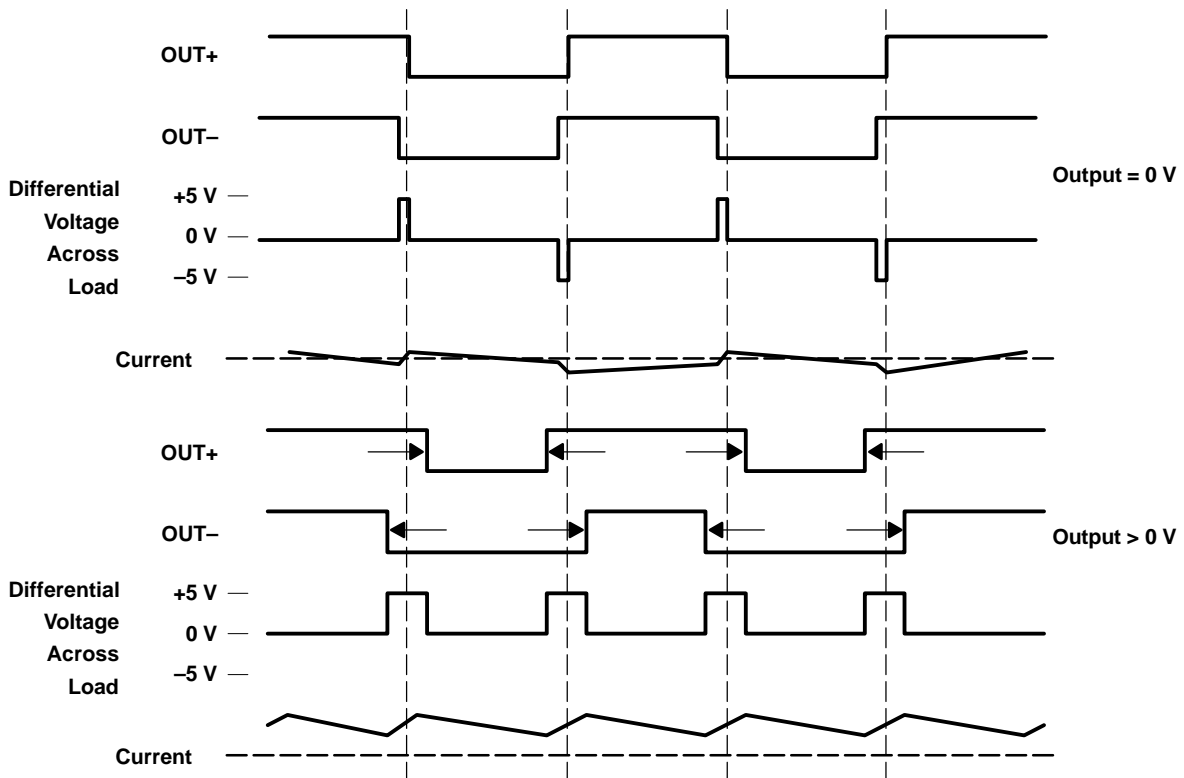 OUT+
OUT–
Output = 0 V
Differential
Voltage
Across
Load
+5 V
0 V
–5 V
Current
OUT+
OUT–
Output > 0 V
Differential
Voltage
Across
Load
+5 V
0 V
–5 V
Current